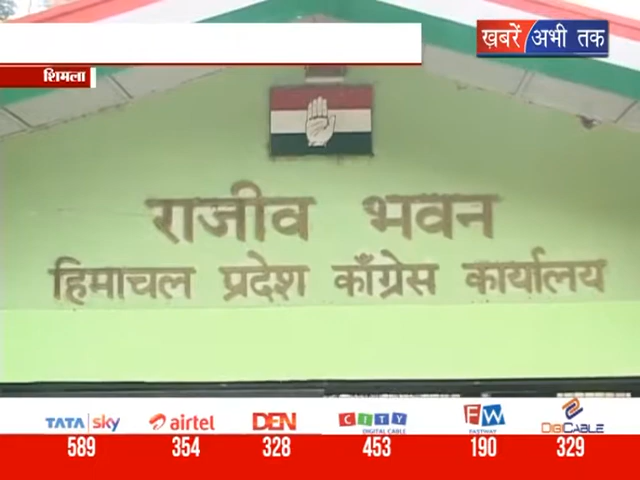 ख़बरें अभी तक
शिमला
राजीव भवन
हिमाचल प्रदेश काँग्रेस कार्यालय
TATA sky airtel DEN CITY DIGITAL CABLE FW FASTWAY DIGICABLE
589 354 328 453 190 329